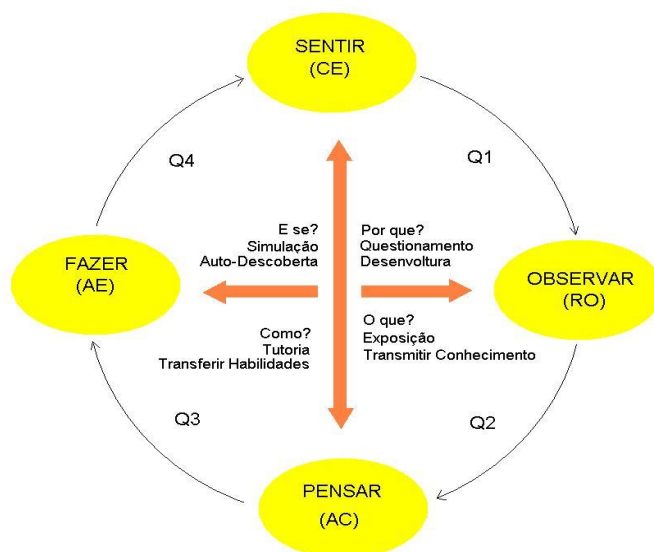 SENTIR
(CE)
Q4
Q1
E se?
Simulação
Auto-Descoberta
Por que?
Questionamento
Desenvoltura
FAZER
(AE)
OBSERVAR
(RO)
Como?
Tutoria
Transferir Habilidades
O que?
Exposição
Transmitir Conhecimento
Q3
Q2
PENSAR
(AC)